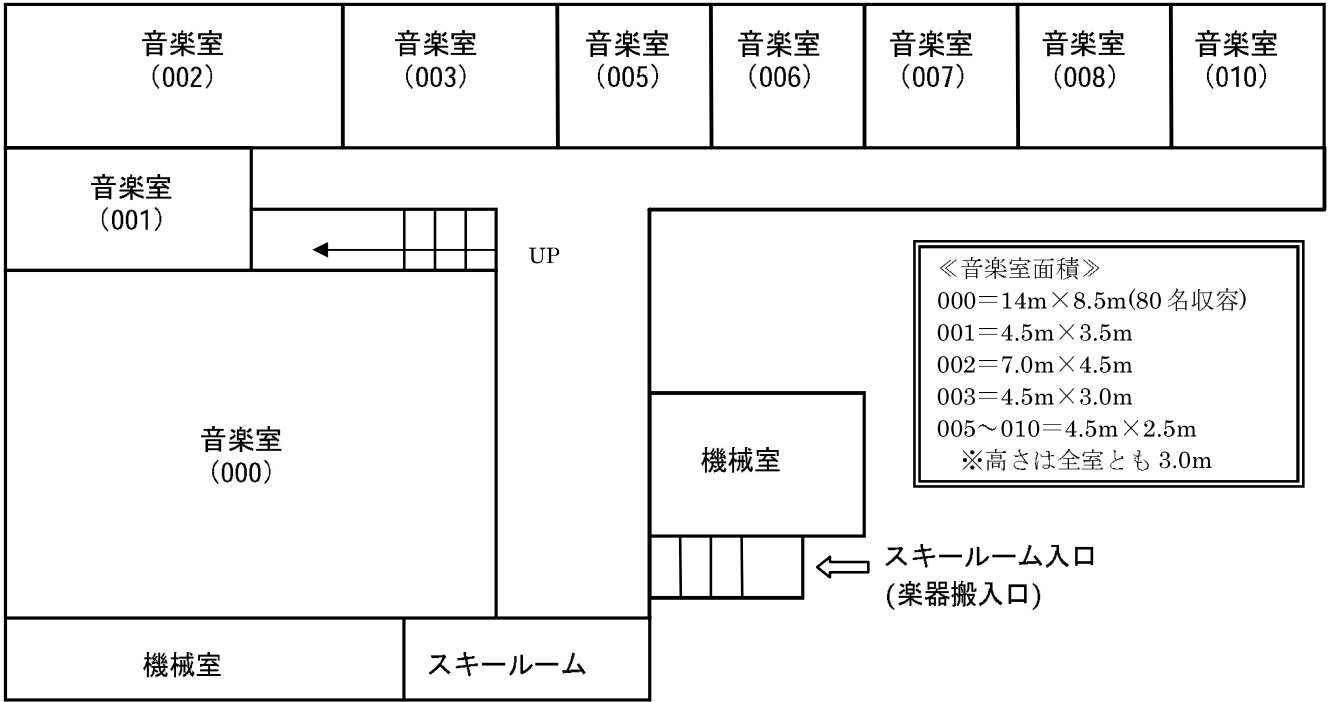 音楽室
(002)
音楽室
(003)
音楽室
(005)
音楽室
(006)
音楽室
(007)
音楽室
(008)
音楽室
(010)
音楽室
(001)
UP
≪音楽室面積≫
000＝14m×8.5m(80 名収容)
001＝4.5m×3.5m
002＝7.0m×4.5m
003＝4.5m×3.0m
005～010＝4.5m×2.5m
※高さは全室とも 3.0m
音楽室
(000)
機械室
スキールーム入口
(楽器搬入口)
機械室
スキールーム